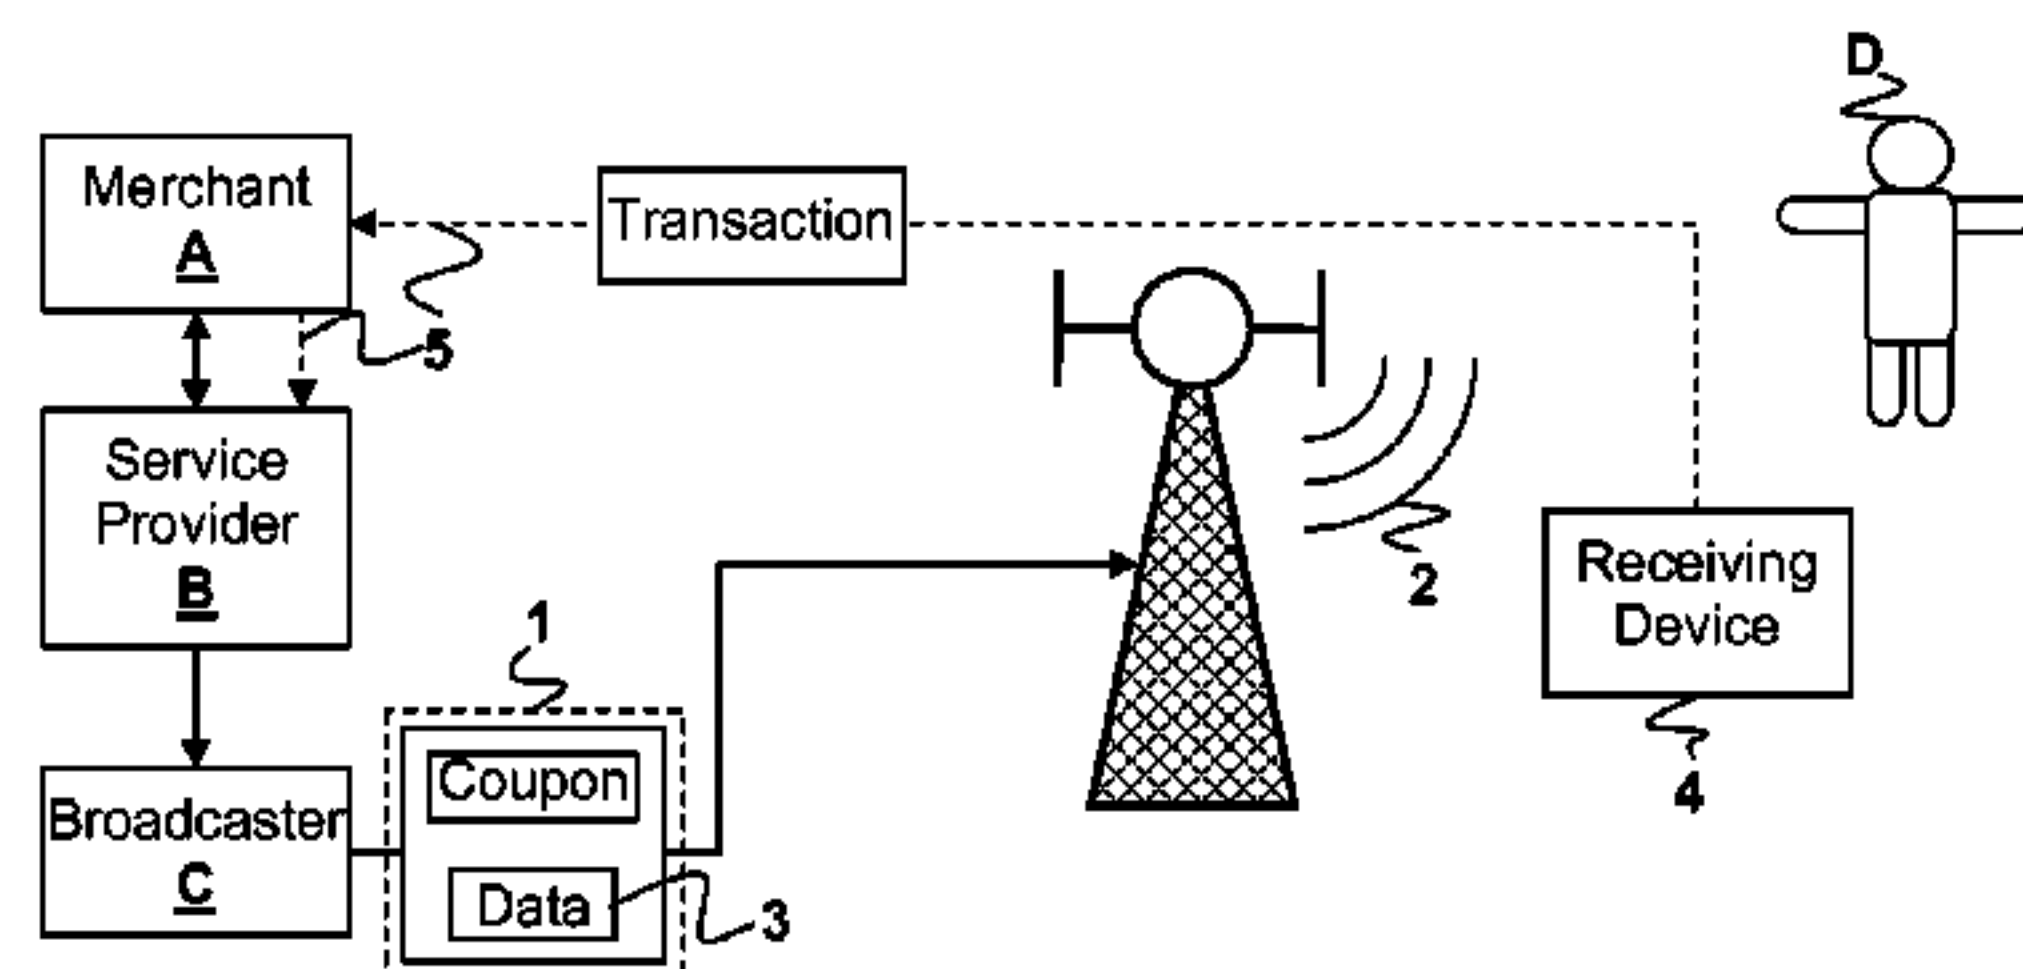 D
Merchant
A
Transaction
5
Service
Provider
B
Receiving
Device
2
1
4
Broadcaster
C
Coupon
Data
3